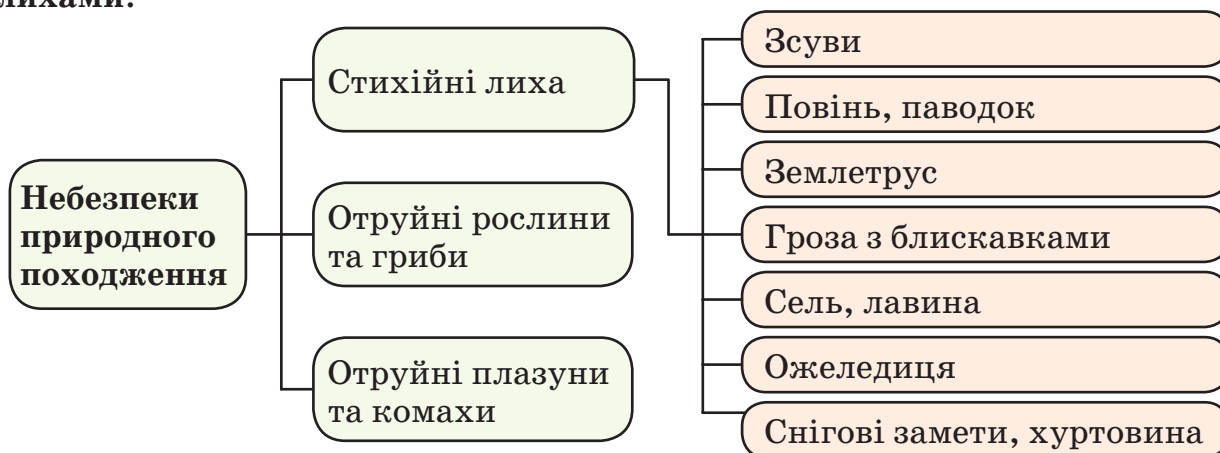 Небезпеки
природного
походження
Стихійні лиха
Отруйні рослини
та гриби
Отруйні плазуни
та комахи
Зсуви
Повінь, паводок
Землетрус
Гроза з блискавками
Сель, лавина
Ожеледиця
Снігові замети, хуртовина